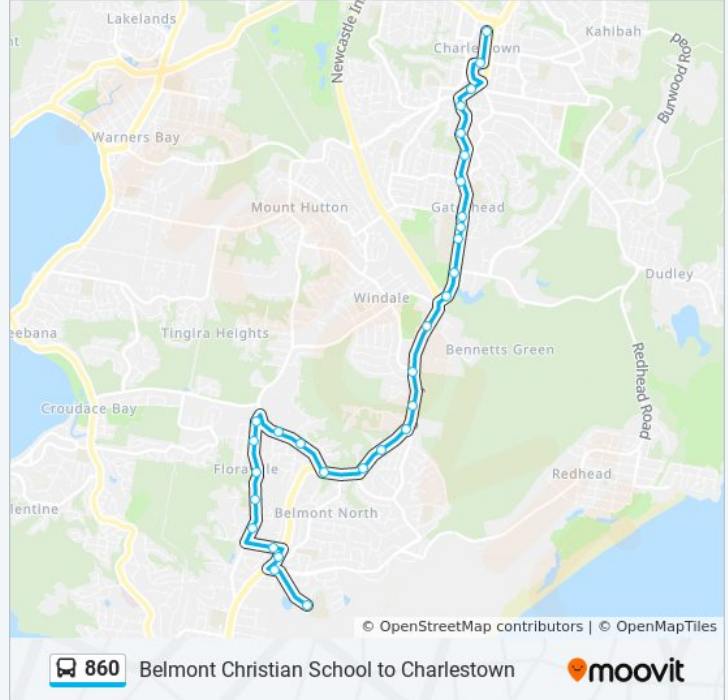 Lakelands
Newcastle In
Charlestown
Kahibah
Burwood Road
nt
Warners Bay
Mount Hutton
Gateshead
Dudley
Windale
eebana
Tingira Heights
Bennetts Green
Redhead Road
Croudace Bay
Floraville
Redhead
lentine
Belmont North
© OpenStreetMap contributors | © OpenMapTiles
860 Belmont Christian School to Charlestown
moovit